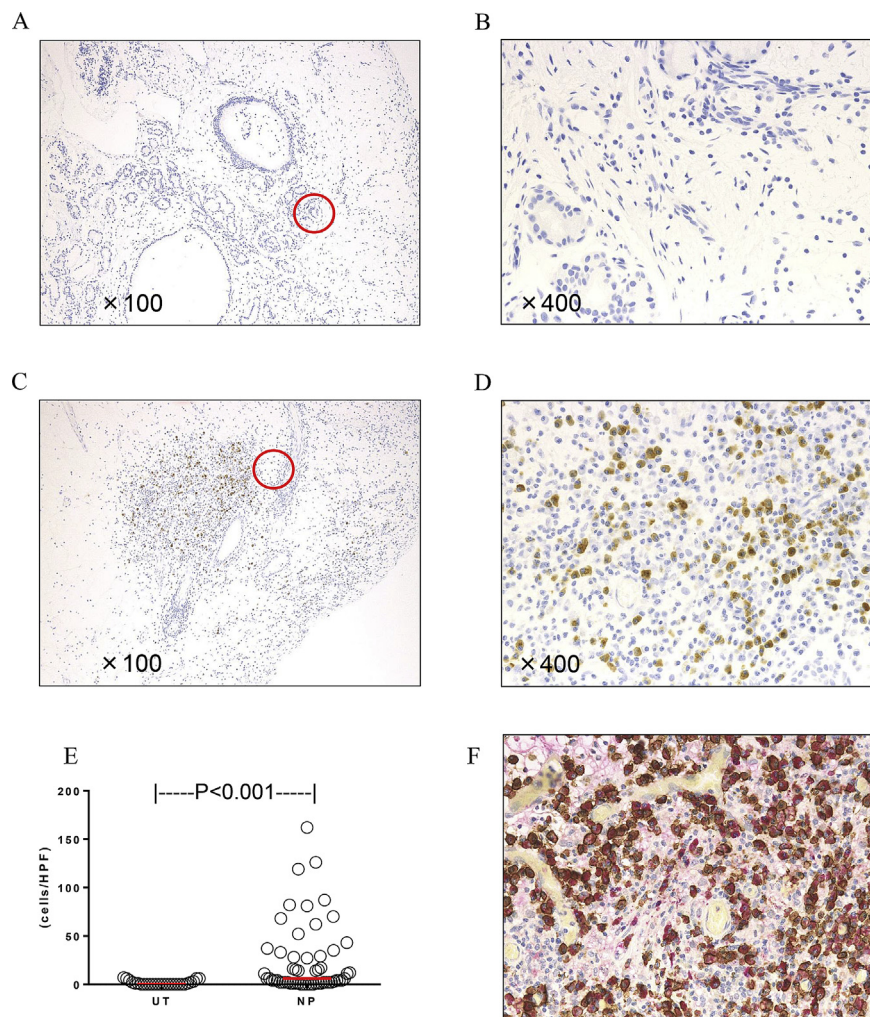 A
B
× 100
× 400
C
D
× 100
× 400
E
F
|-----P<0.001-----|
200
150
100
50
0
(cells/HPF)
UT
NP